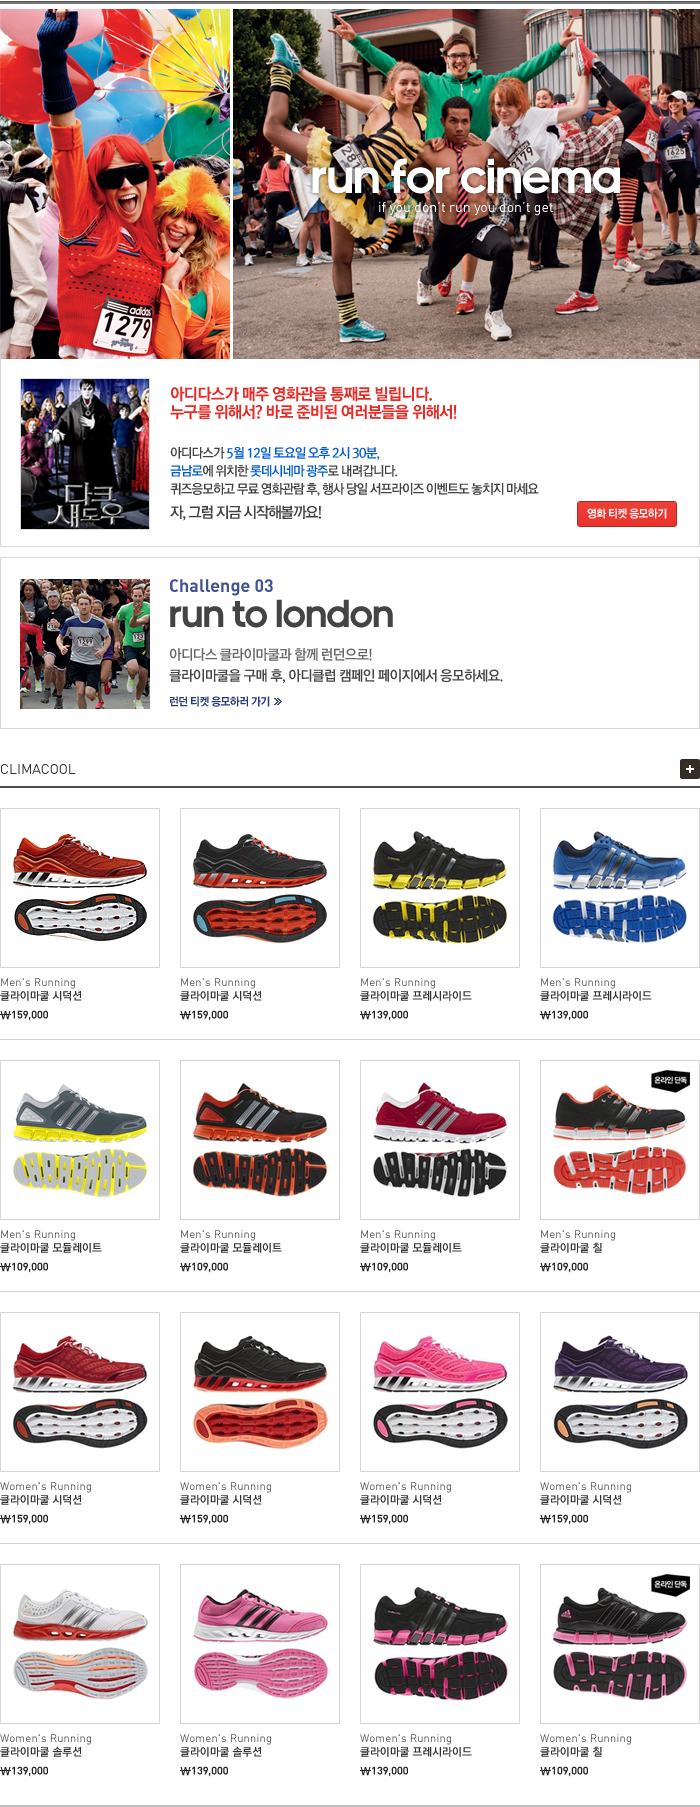 adidas
1279
2179
1625
run for cinema
if you don't run you don't get
다크
섀도우
아디다스가 매주 영화관을 통째로 빌립니다.
누구를 위해서? 바로 준비된 여러분들을 위해서!
아디다스가 5월 12일 토요일 오후 2시 30분,
금남로에 위치한 롯데시네마 광주로 내려갑니다.
퀴즈응모하고 무료 영화관람 후, 행사 당일 서프라이즈 이벤트도 놓치지 마세요
자, 그럼 지금 시작해볼까요!
영화 티켓 응모하기
Challenge 03
run to london
아디다스 클라이마쿨과 함께 런던으로!
클라이마쿨을 구매 후, 아디클럽 캠페인 페이지에서 응모하세요.
런던 티켓 응모하러 가기 »
CLIMACOOL
+
Men's Running
클라이마쿨 시덕션
₩159,000
Men's Running
클라이마쿨 시덕션
₩159,000
Men's Running
클라이마쿨 프레시라이드
₩139,000
Men's Running
클라이마쿨 프레시라이드
₩139,000
Men's Running
클라이마쿨 모듈레이트
₩109,000
Men's Running
클라이마쿨 모듈레이트
₩109,000
Men's Running
클라이마쿨 모듈레이트
₩109,000
온라인 단독
Men's Running
클라이마쿨 칠
₩109,000
Women's Running
클라이마쿨 시덕션
₩159,000
Women's Running
클라이마쿨 시덕션
₩159,000
Women's Running
클라이마쿨 시덕션
₩159,000
Women's Running
클라이마쿨 시덕션
₩159,000
Women's Running
클라이마쿨 솔루션
₩139,000
Women's Running
클라이마쿨 솔루션
₩139,000
Women's Running
클라이마쿨 프레시라이드
₩139,000
온라인 단독
Women's Running
클라이마쿨 칠
₩109,000